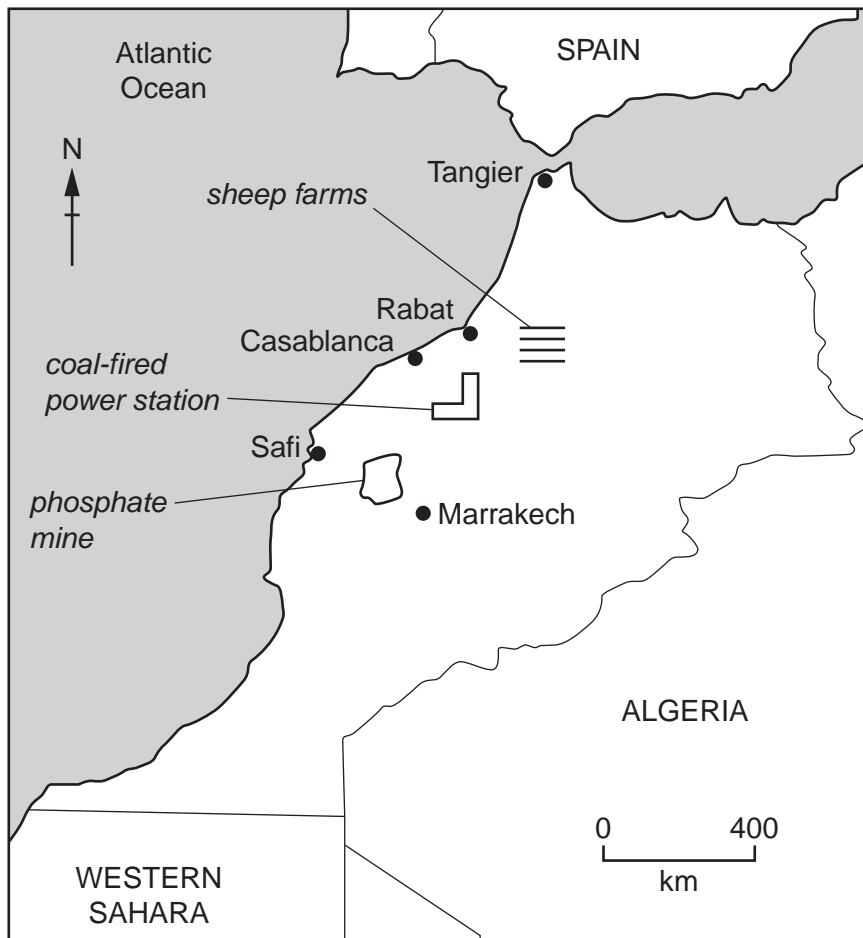 Atlantic
Ocean
SPAIN
N
Tangier
sheep farms
Rabat
Casablanca
coal-fired
power station
Safi
phosphate
mine
Marrakech
ALGERIA
0 400
km
WESTERN
SAHARA